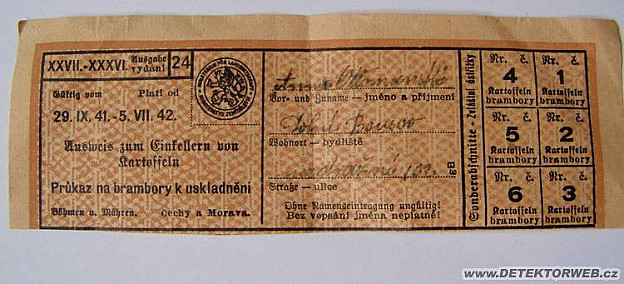 XXVII.-XXXVI. Ausgabe vydání 24
Gültig vom Platí od
29. IX. 41.-5. VII. 42.
Ausweis zum Einkellern von
Kartoffeln
Průkaz na brambory k uskladnění
Böhmen u. Mähren. Čechy a Morava.
Vor- und Zuname – jméno a příjmení
Wohnort – bydliště
Straße – ulice
gB
Ohne Namenseintragung ungültig!
Bez vepsání jména neplatné!
Sonderabschnitte - Zvláštní ústřižky
Nr. č.
4
Kartoffeln
brambory
Nr. č.
1
Kartoffeln
brambory
Nr. č.
5
Kartoffeln
brambory
Nr. č.
2
Kartoffeln
brambory
Nr. č.
6
Kartoffeln
brambory
Nr. č.
3
Kartoffeln
brambory
www.DETEKTORWEB.cz